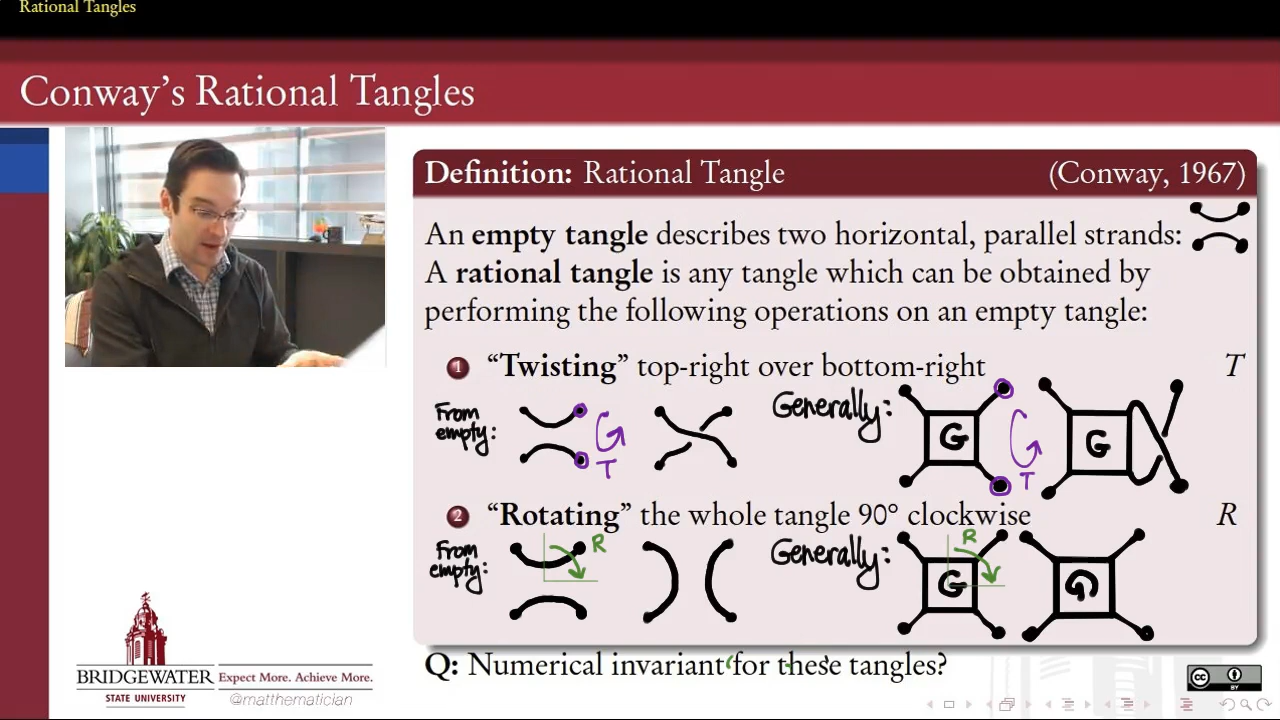 Rational Tangles
Conway's Rational Tangles
Definition: Rational Tangle (Conway, 1967)
An empty tangle describes two horizontal, parallel strands:
A rational tangle is any tangle which can be obtained by
performing the following operations on an empty tangle:
1 “Twisting” top-right over bottom-right T
From empty: T Generally: G T G
2 “Rotating” the whole tangle 90° clockwise R
From empty: R Generally: G R G
Q: Numerical invariant for these tangles?
BRIDGEWATER STATE UNIVERSITY
Expect More. Achieve More.
@matthematician
CC BY